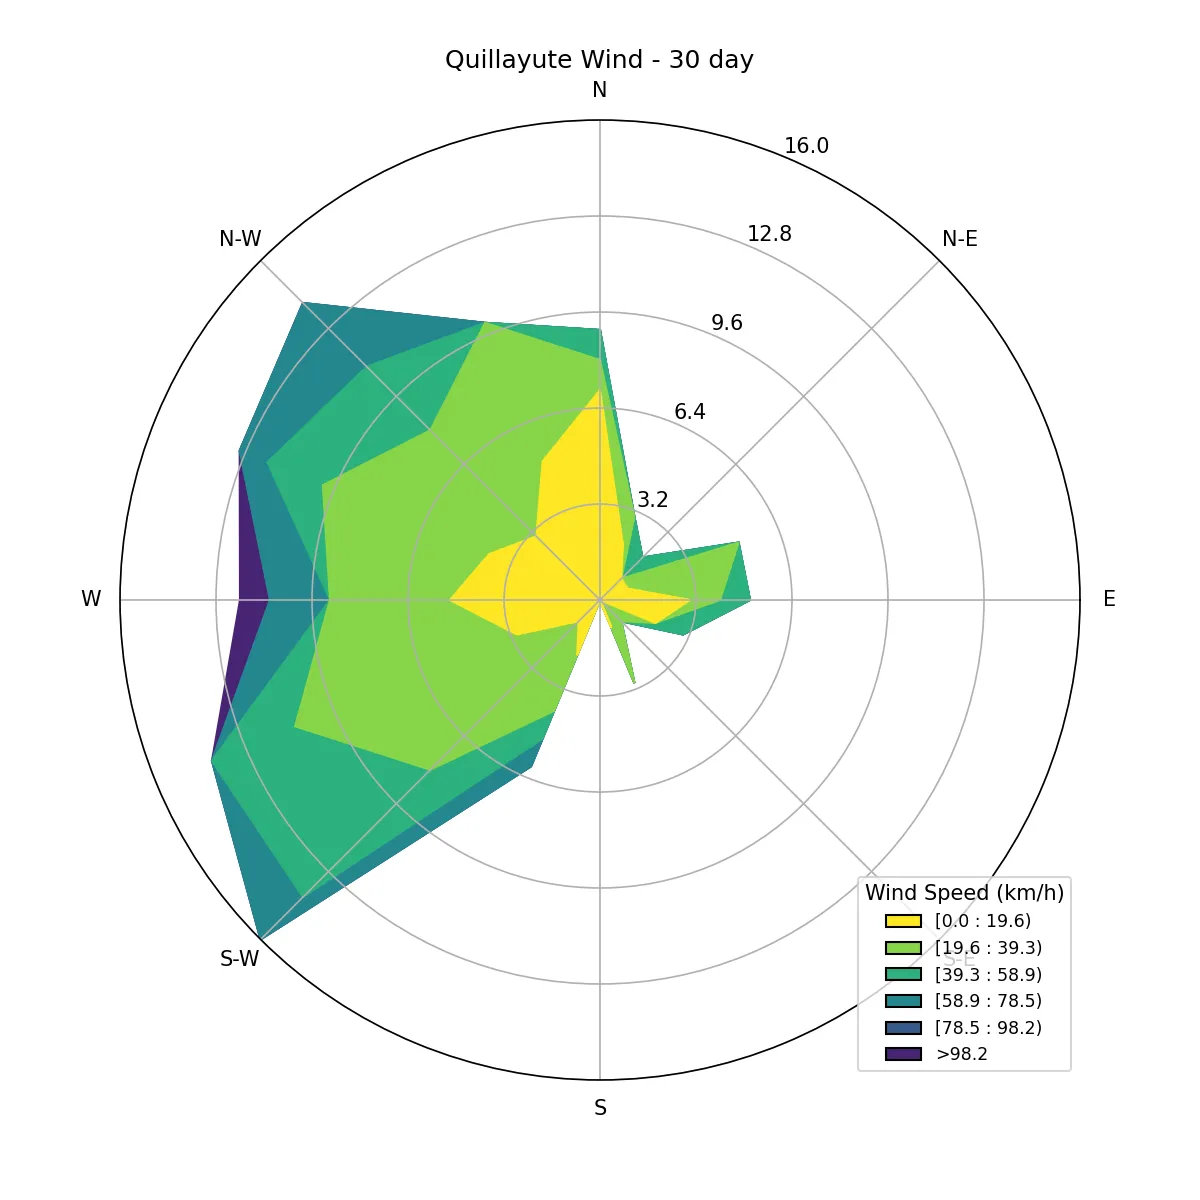 Quillayute Wind - 30 day
N
16.0
12.8
N-W
N-E
9.6
6.4
3.2
W
E
S-W
S-E
Wind Speed (km/h)
[0.0 : 19.6)
[19.6 : 39.3)
[39.3 : 58.9)
[58.9 : 78.5)
[78.5 : 98.2)
>98.2
S